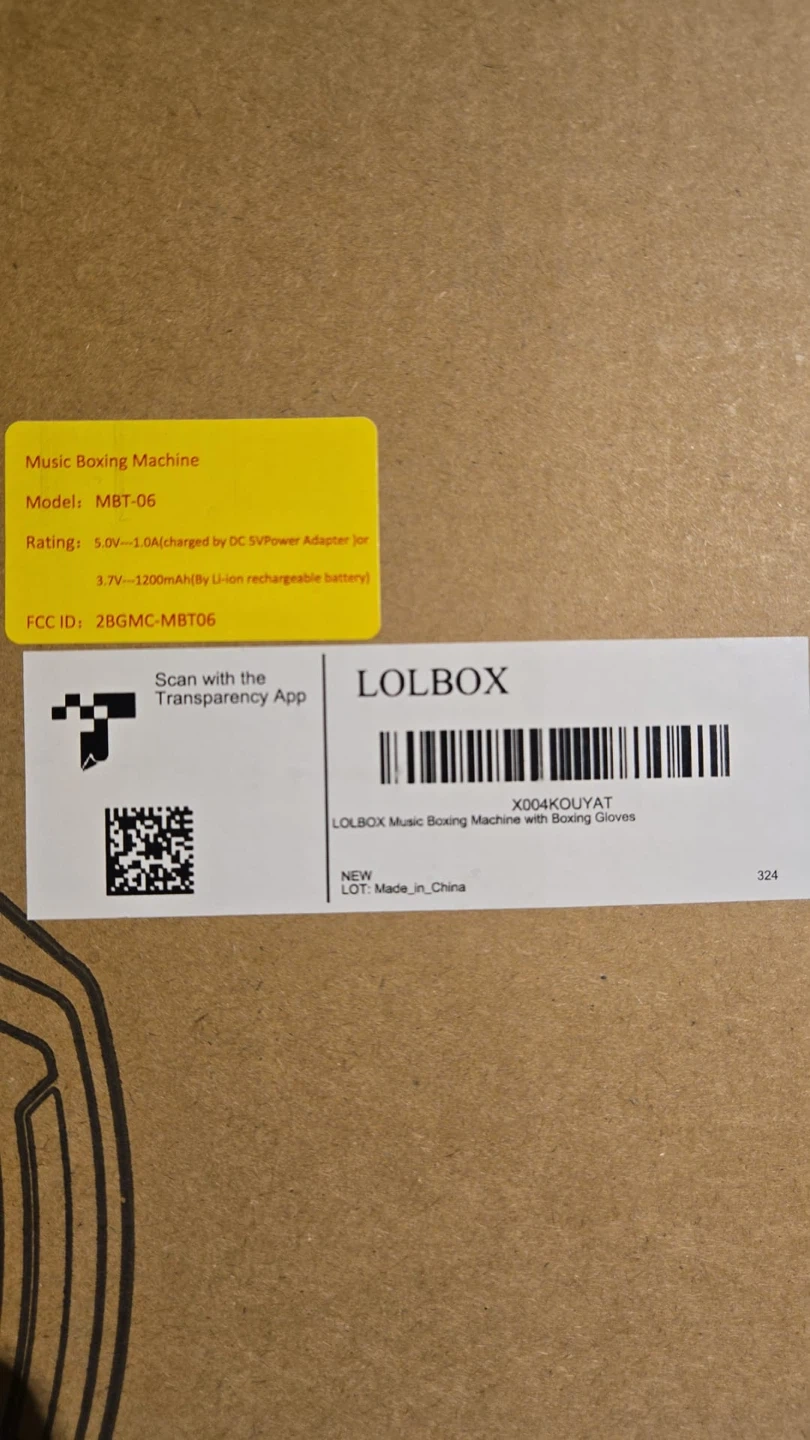 Music Boxing Machine
Model: MBT-06
Rating: 5.0V---1.0A(charged by DC 5VPower Adapter )or
3.7V---1200mAh(By Li-ion rechargeable battery)
FCC ID: 2BGMC-MBT06
Scan with the
Transparency App
LOLBOX
X004KOUYAT
LOLBOX Music Boxing Machine with Boxing Gloves
NEW
LOT: Made_in_China
324